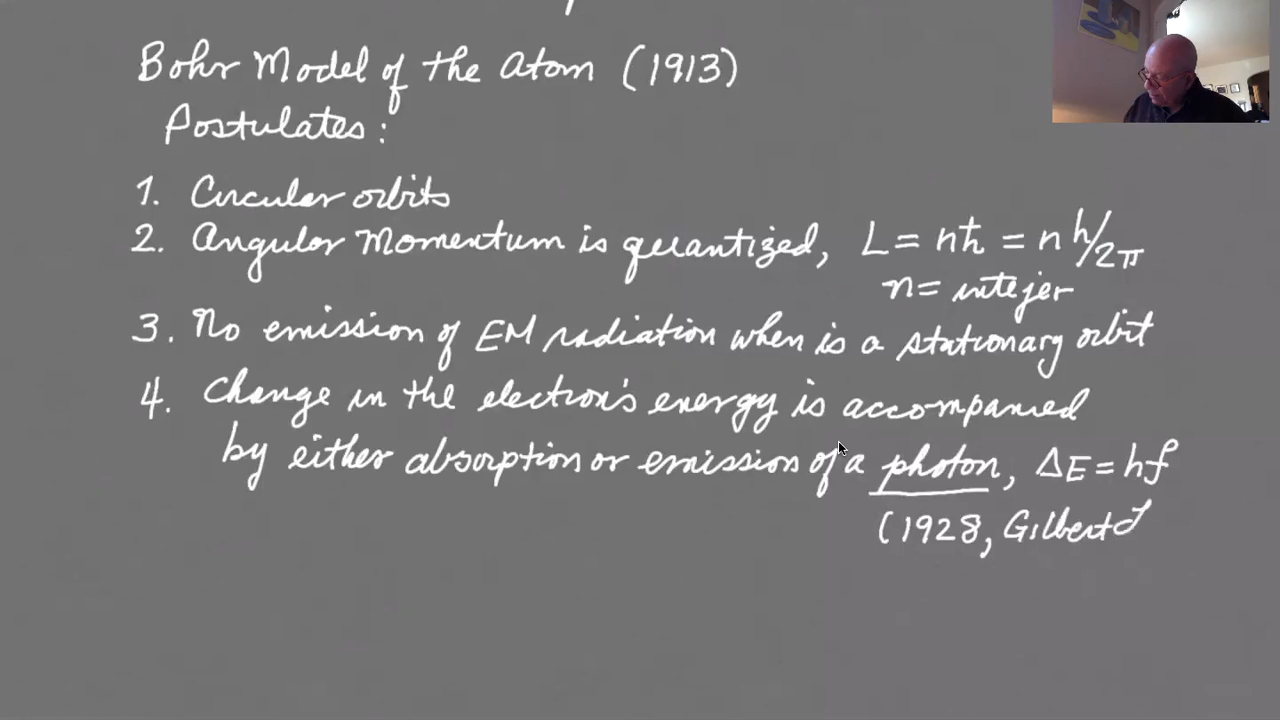 Bohr Model of the Atom (1913)
Postulates:
1. Circular orbits
2. Angular Momentum is quantized, L = nħ = n h/2π
n = integer
3. No emission of EM radiation when is a stationary orbit
4. Change in the electron's energy is accompanied
by either absorption or emission of a photon, ΔE = hf
(1928, Gilbert